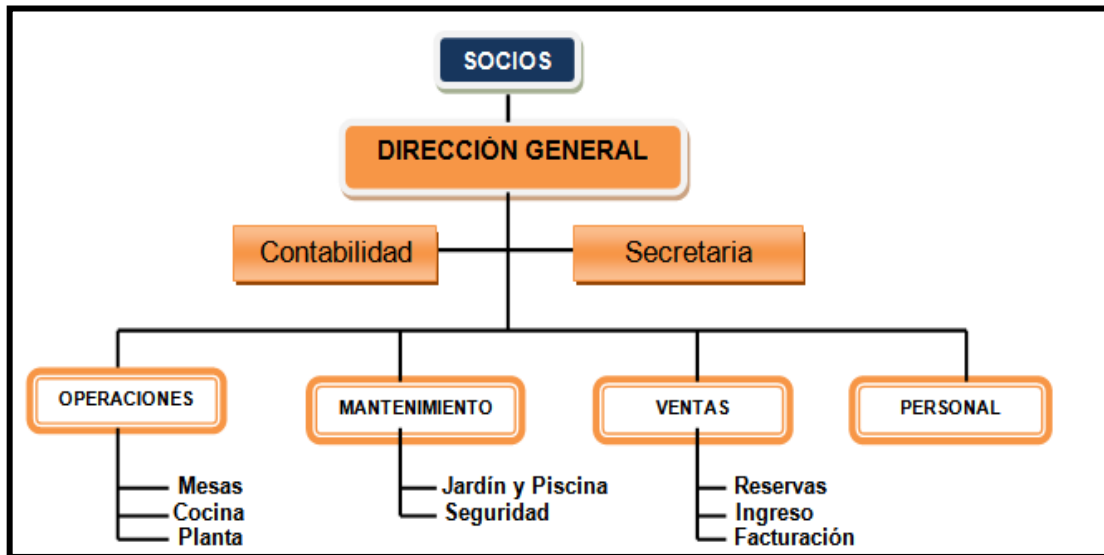 SOCIOS
DIRECCIÓN GENERAL
Contabilidad
Secretaria
OPERACIONES
MANTENIMIENTO
VENTAS
PERSONAL
Mesas
Cocina
Planta
Jardín y Piscina
Seguridad
Reservas
Ingreso
Facturación